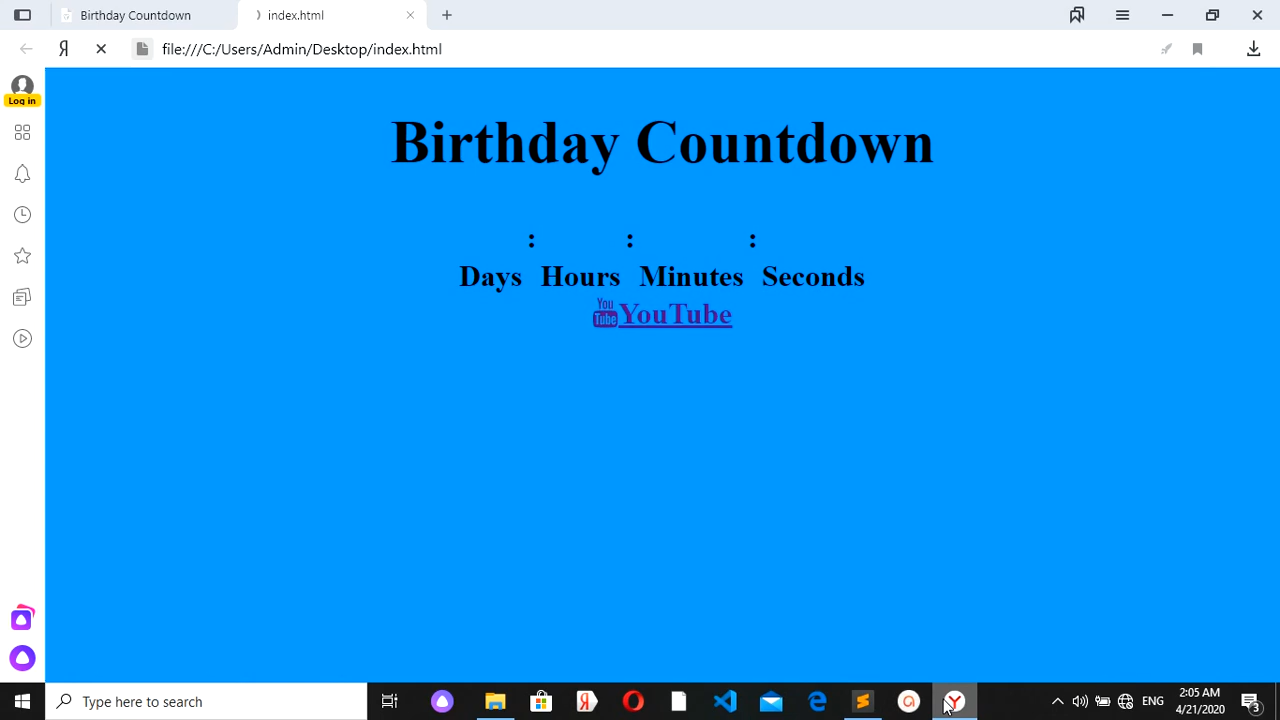 Birthday Countdown
index.html
Я
file:///C:/Users/Admin/Desktop/index.html
Log in
Birthday Countdown
: : :
Days Hours Minutes Seconds
You Tube YouTube
Type here to search
Я
Y
ENG
2:05 AM
4/21/2020
3